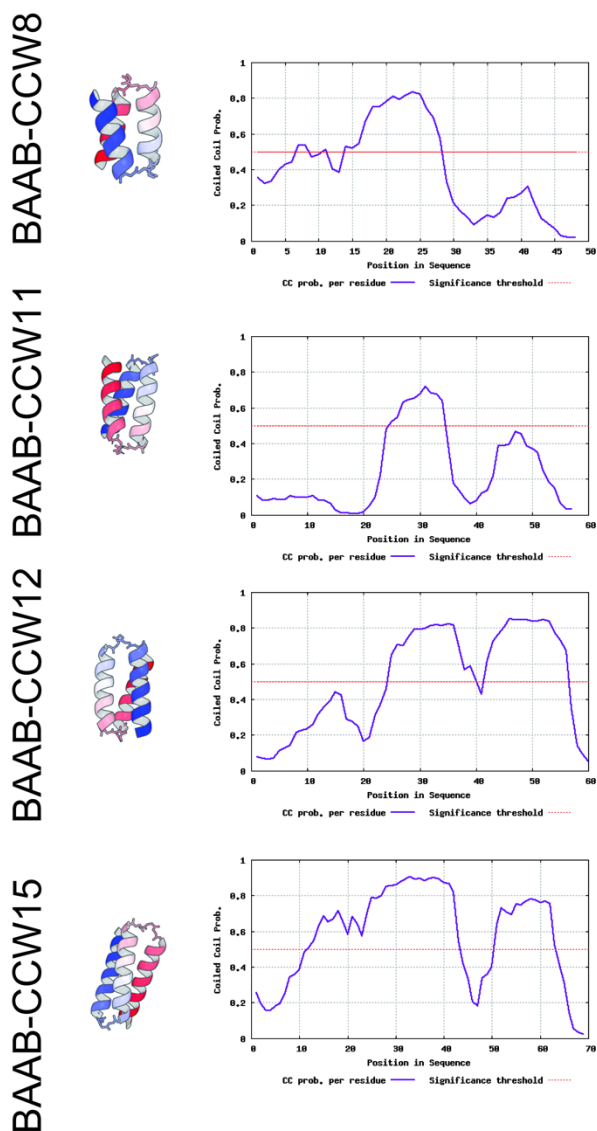 BAAB-CCW8
Coiled Coil Prob.
1
0.8
0.6
0.4
0.2
0
0 5 10 15 20 25 30 35 40 45 50
Position in Sequence
CC prob. per residue Significance threshold
BAAB-CCW11
Coiled Coil Prob.
1
0.8
0.6
0.4
0.2
0
0 10 20 30 40 50 60
Position in Sequence
CC prob. per residue Significance threshold
BAAB-CCW12
Coiled Coil Prob.
1
0.8
0.6
0.4
0.2
0
0 10 20 30 40 50 60
Position in Sequence
CC prob. per residue Significance threshold
BAAB-CCW15
Coiled Coil Prob.
1
0.8
0.6
0.4
0.2
0
0 10 20 30 40 50 60 70
Position in Sequence
CC prob. per residue Significance threshold